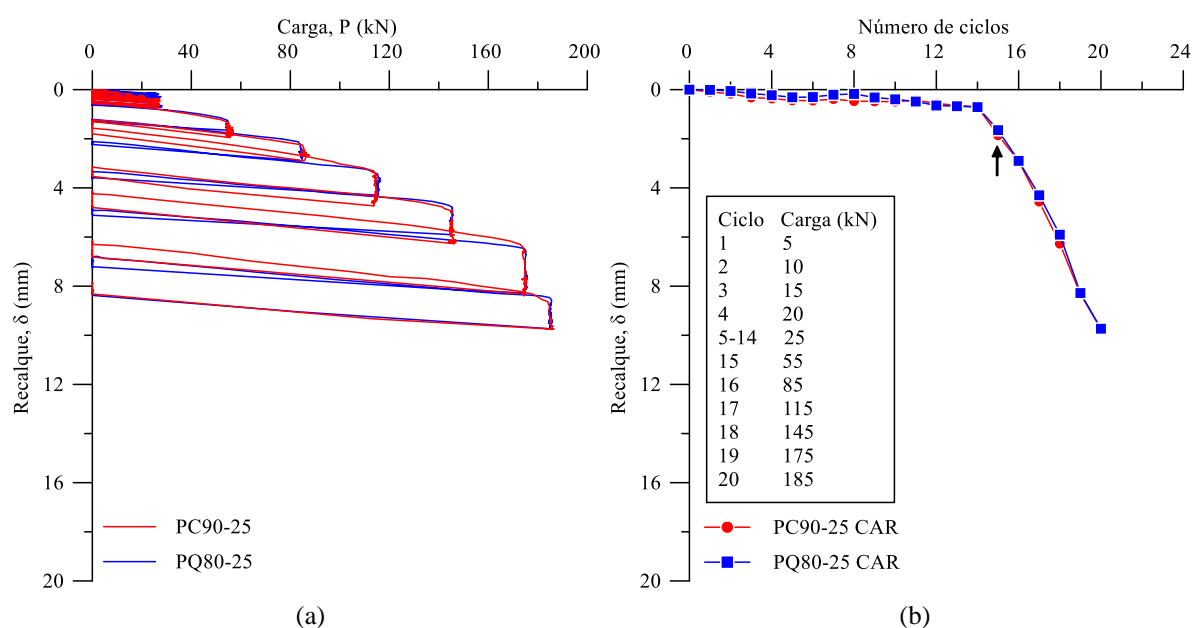 Carga, P (kN)
0 40 80 120 160 200
0
4
8
12
16
20
Recalque, δ (mm)
PC90-25
PQ80-25
(a)
Número de ciclos
0 4 8 12 16 20 24
0
4
8
12
16
20
Recalque, δ (mm)
Ciclo Carga (kN)
1 5
2 10
3 15
4 20
5-14 25
15 55
16 85
17 115
18 145
19 175
20 185
PC90-25 CAR
PQ80-25 CAR
(b)